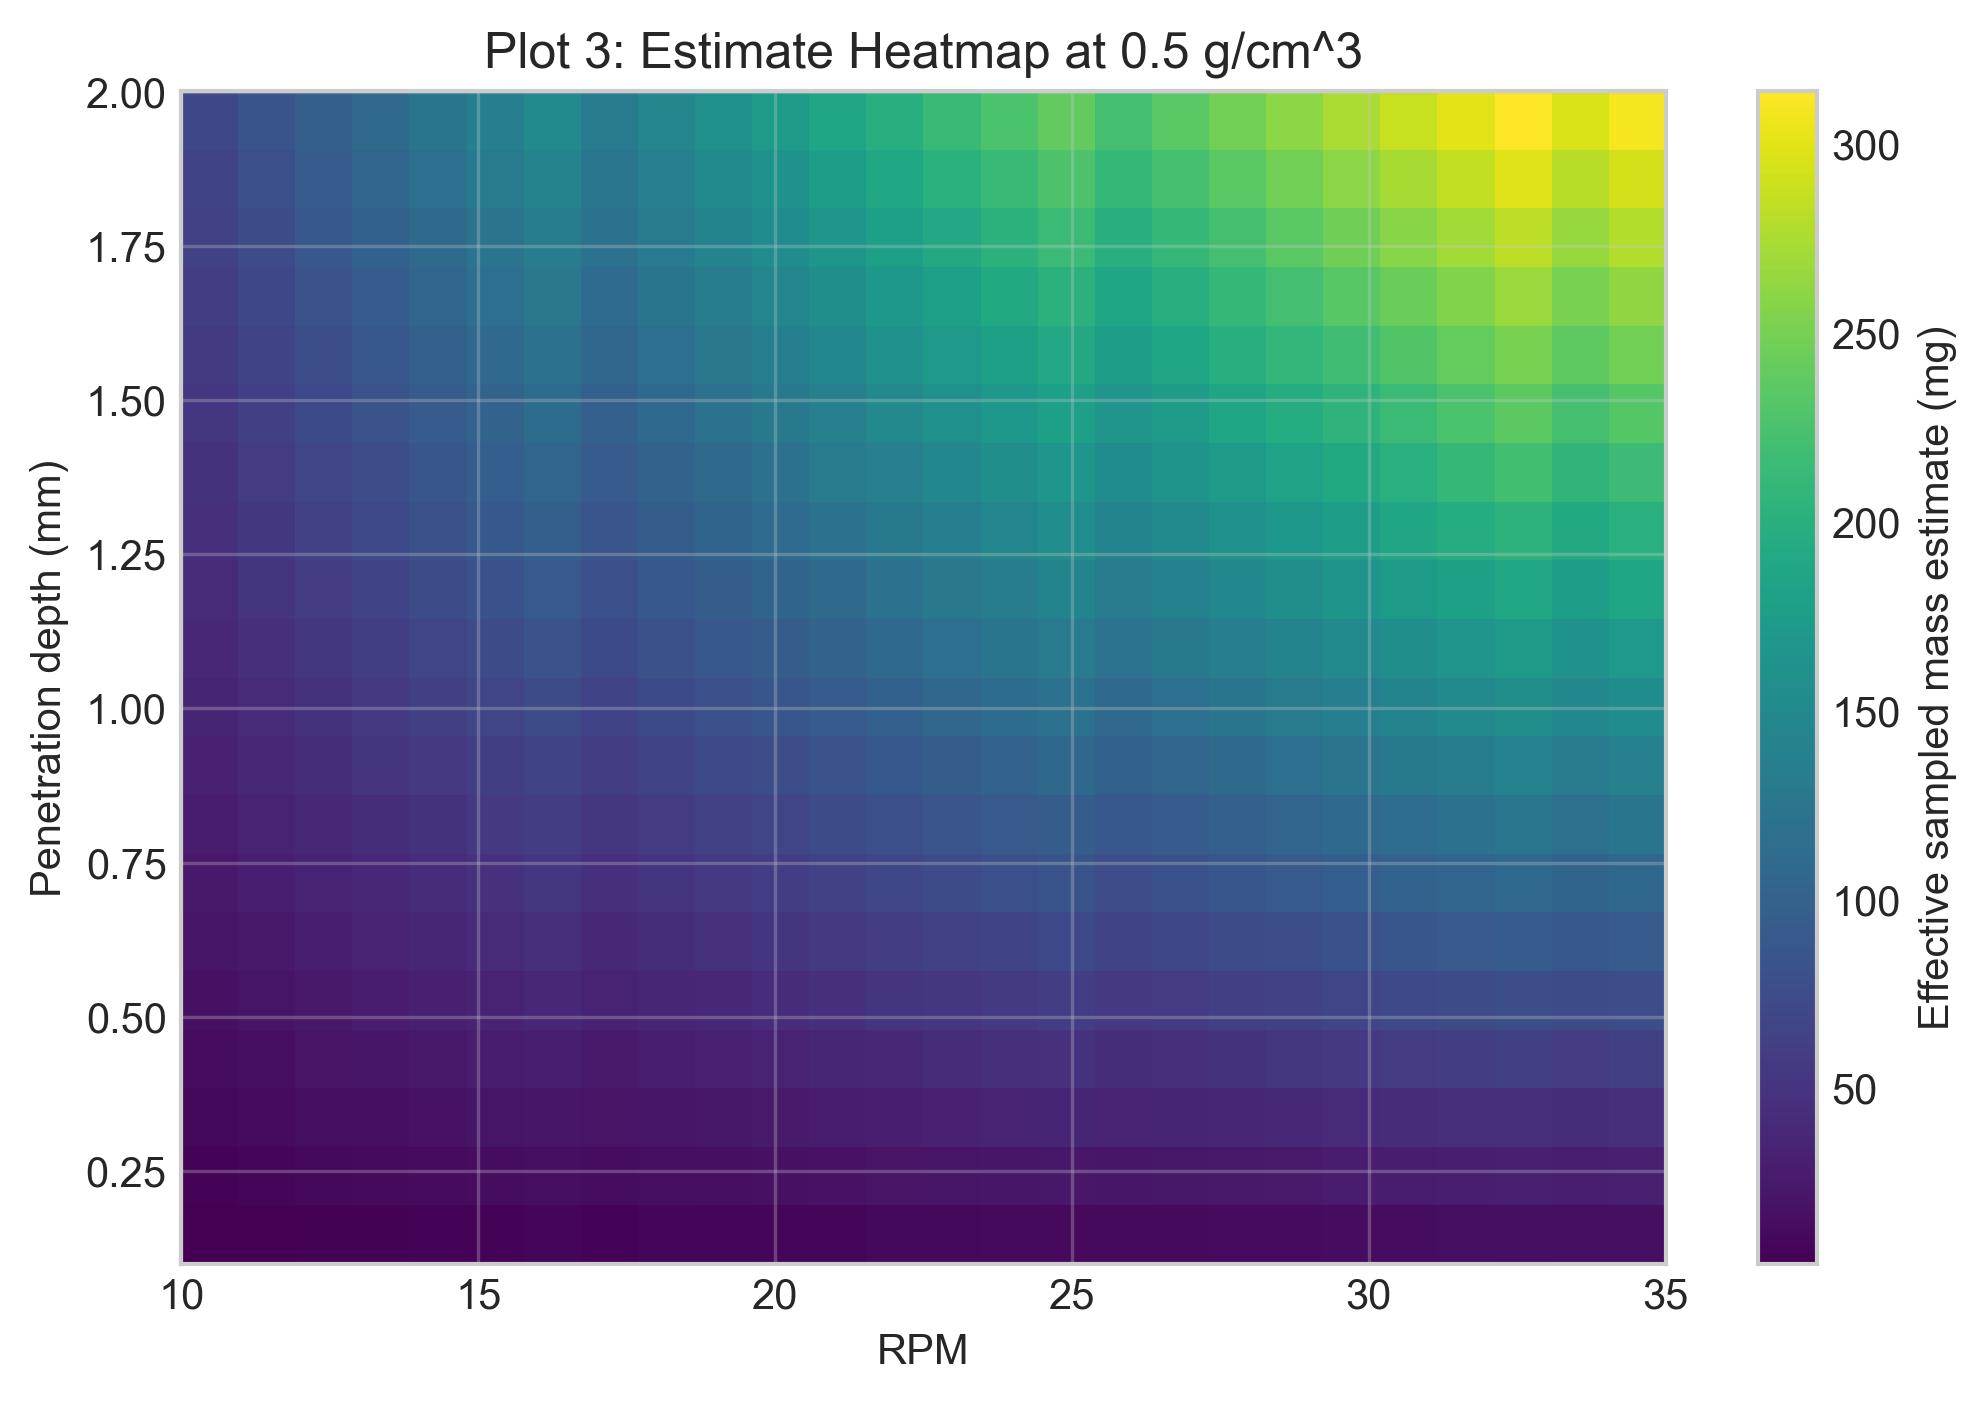 Plot 3: Estimate Heatmap at 0.5 g/cm^3
Penetration depth (mm)
2.00
1.75
1.50
1.25
1.00
0.75
0.50
0.25
10 15 20 25 30 35
RPM
300
250
200
150
100
50
Effective sampled mass estimate (mg)